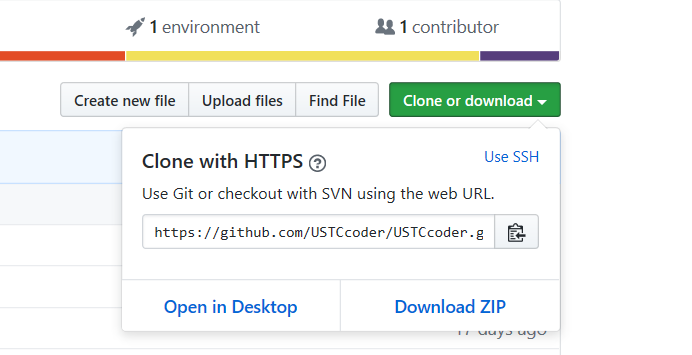 1 environment
1 contributor
Create new file
Upload files
Find File
Clone or download
Clone with HTTPS ?
Use SSH
Use Git or checkout with SVN using the web URL.
https://github.com/USTCcoder/USTCcoder.g
Open in Desktop
Download ZIP
17 days ago